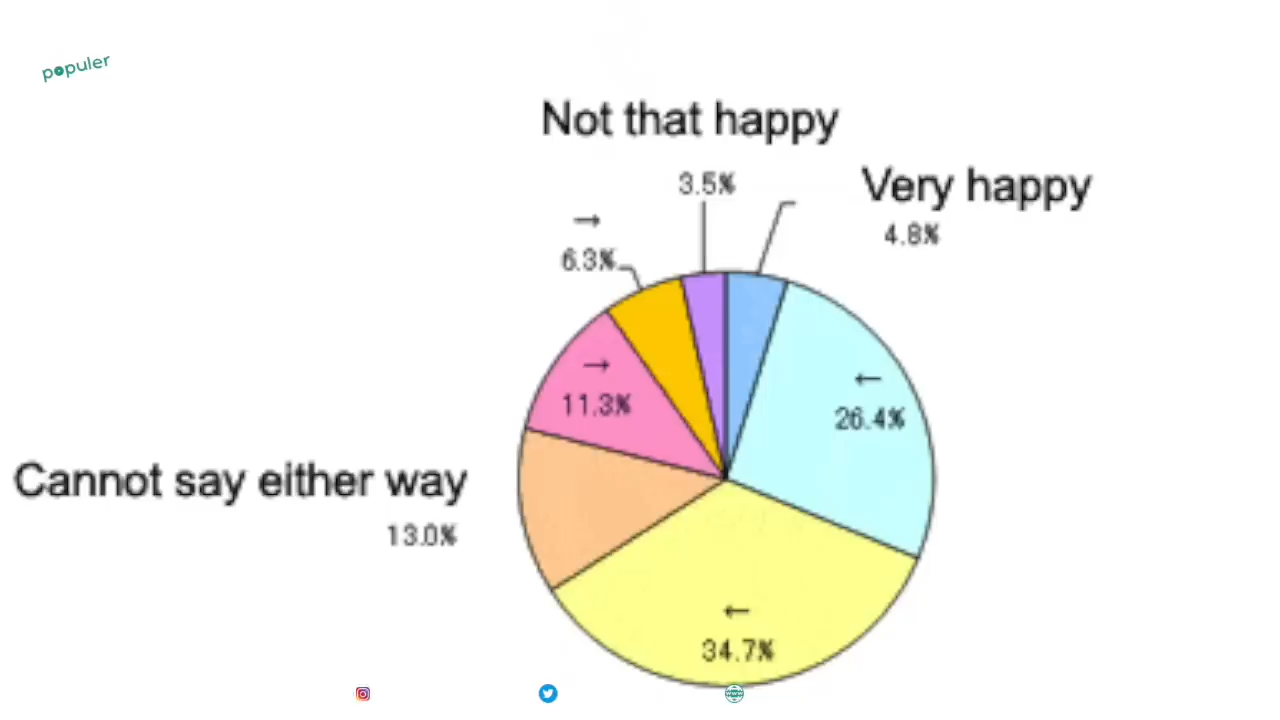 populer
Not that happy
3.5%
Very happy
4.8%
→
6.3%
→
11.3%
←
26.4%
Cannot say either way
13.0%
←
34.7%
www